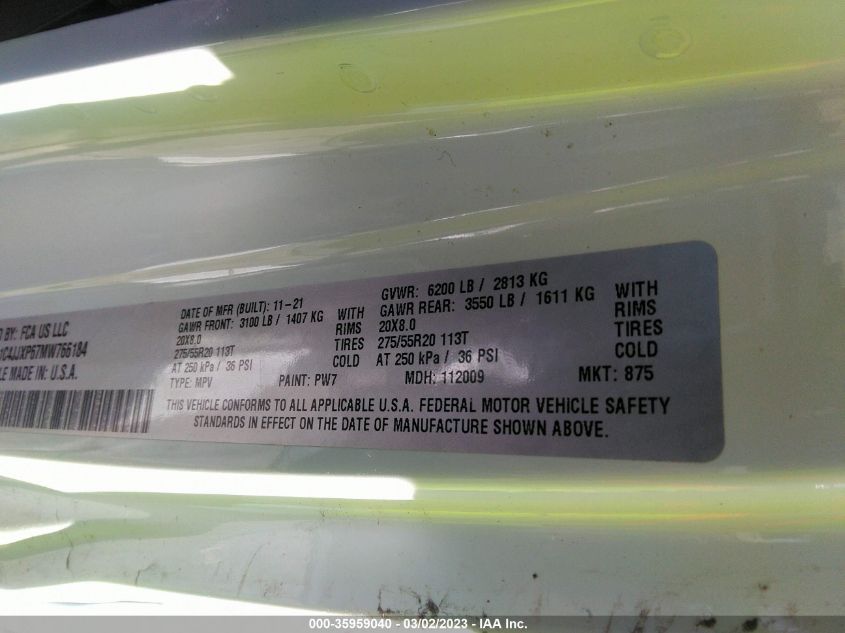 BY: FCA US LLC
C4JJXP67MW766184
MADE IN U.S.A.
DATE OF MFR (BUILT): 11-21
GAWR FRONT: 3100 LB / 1407 KG WITH
20X8.0 RIMS
275/55R20 113T TIRES
AT 250 kPa / 36 PSI COLD
GVWR: 6200 LB / 2813 KG
GAWR REAR: 3550 LB / 1611 KG WITH
20X8.0 RIMS
275/55R20 113T TIRES
AT 250 kPa / 36 PSI COLD
TYPE: MPV PAINT: PW7 MDH: 112009 MKT: 875
THIS VEHICLE CONFORMS TO ALL APPLICABLE U.S.A. FEDERAL MOTOR VEHICLE SAFETY
STANDARDS IN EFFECT ON THE DATE OF MANUFACTURE SHOWN ABOVE.
000-35959040 - 03/02/2023 - IAA Inc.